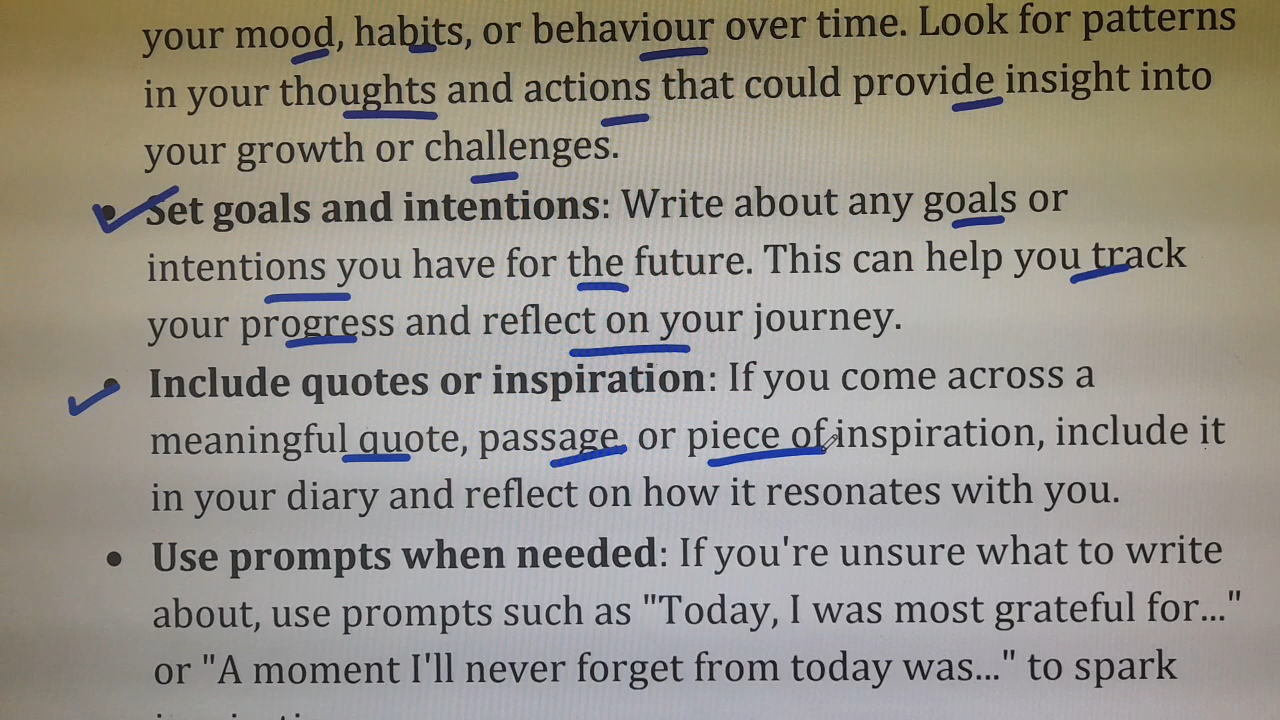 your mood, habits, or behaviour over time. Look for patterns
in your thoughts and actions that could provide insight into
your growth or challenges.
• Set goals and intentions: Write about any goals or
intentions you have for the future. This can help you track
your progress and reflect on your journey.
• Include quotes or inspiration: If you come across a
meaningful quote, passage, or piece of inspiration, include it
in your diary and reflect on how it resonates with you.
• Use prompts when needed: If you're unsure what to write
about, use prompts such as "Today, I was most grateful for..."
or "A moment I'll never forget from today was..." to spark